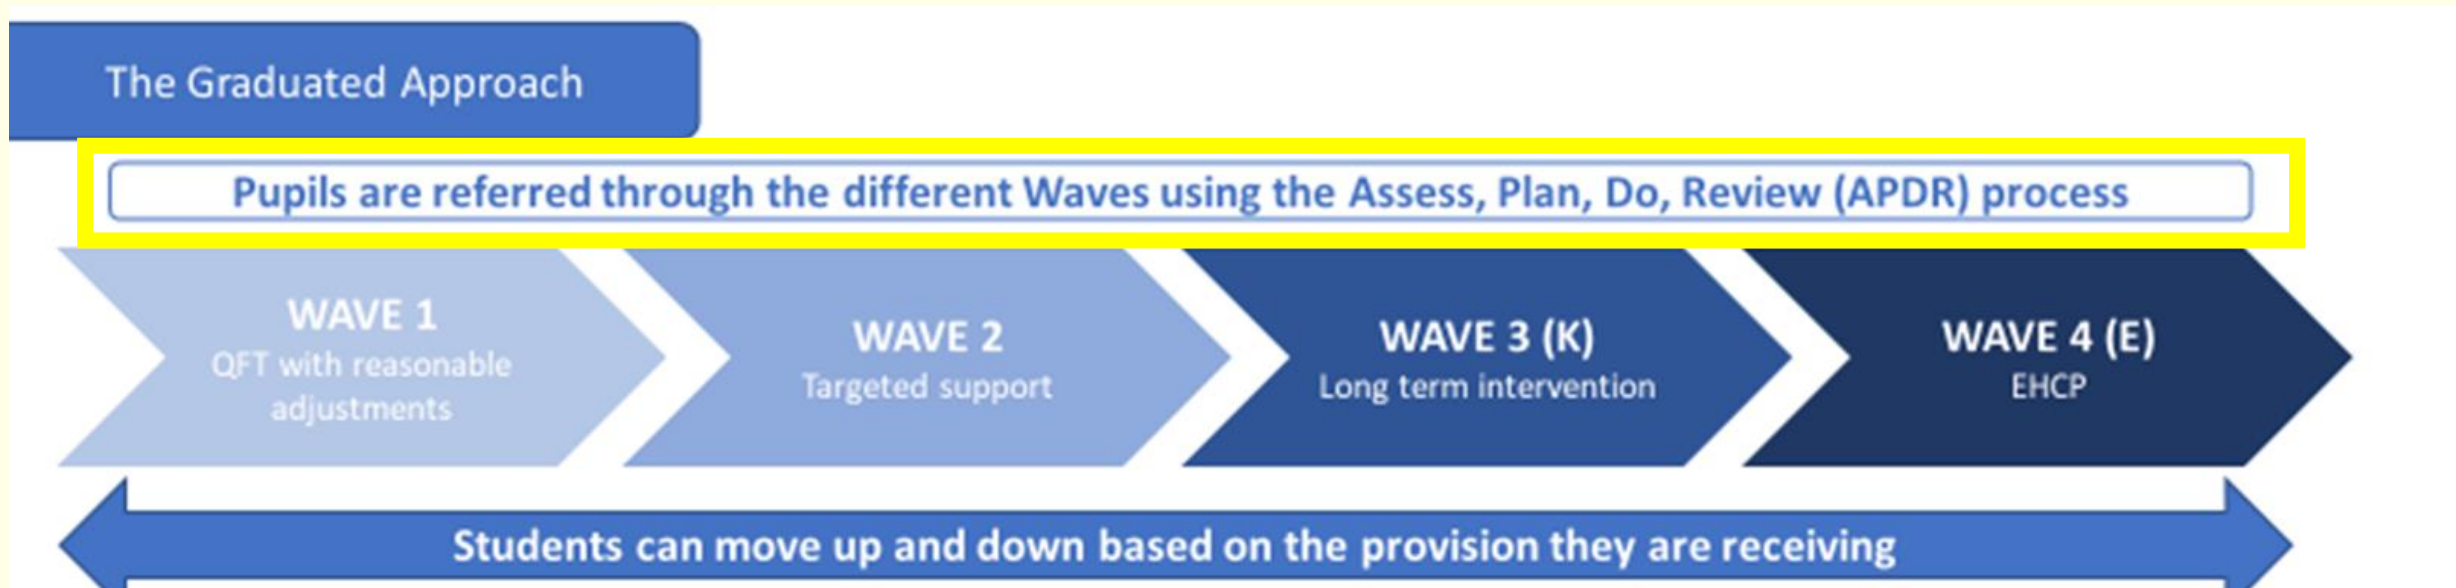 The Graduated Approach
Pupils are referred through the different Waves using the Assess, Plan, Do, Review (APDR) process
WAVE 1
QFT with reasonable
adjustments
WAVE 2
Targeted support
WAVE 3 (K)
Long term intervention
WAVE 4 (E)
EHCP
Students can move up and down based on the provision they are receiving